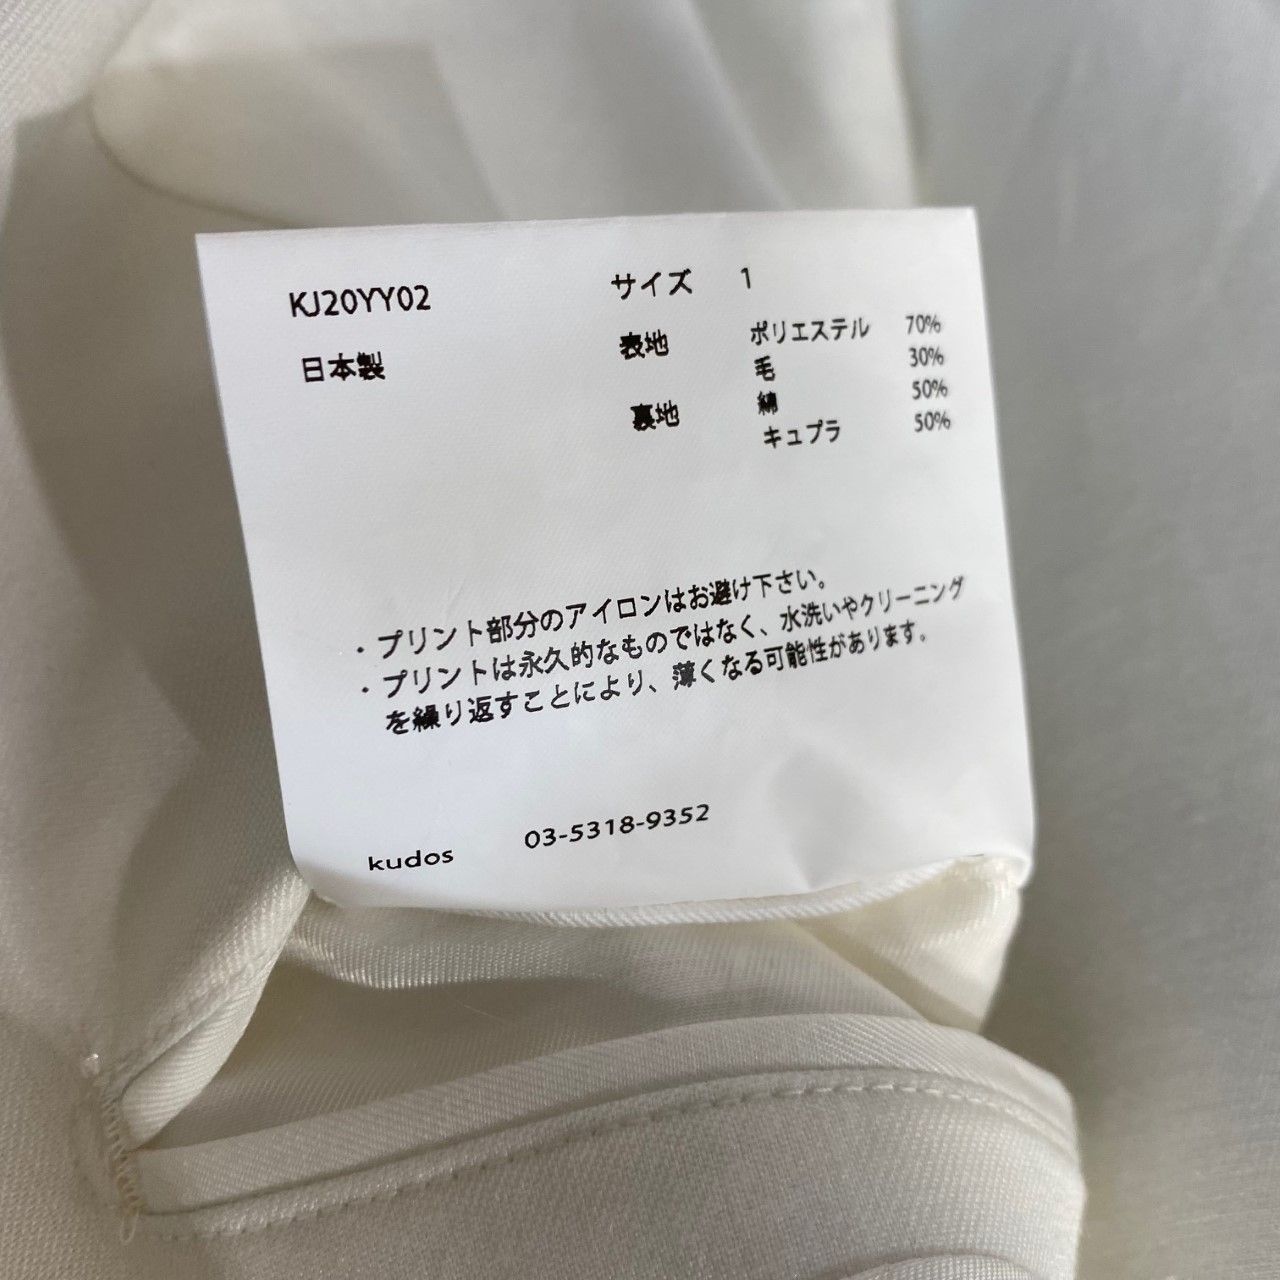 KJ20YY02
日本製
サイズ 1
表地 ポリエステル 70%
毛 30%
裏地 綿 50%
キュプラ 50%
・プリント部分のアイロンはお避け下さい。
・プリントは永久的なものではなく、水洗いやクリーニング
を繰り返すことにより、薄くなる可能性があります。
kudos 03-5318-9352